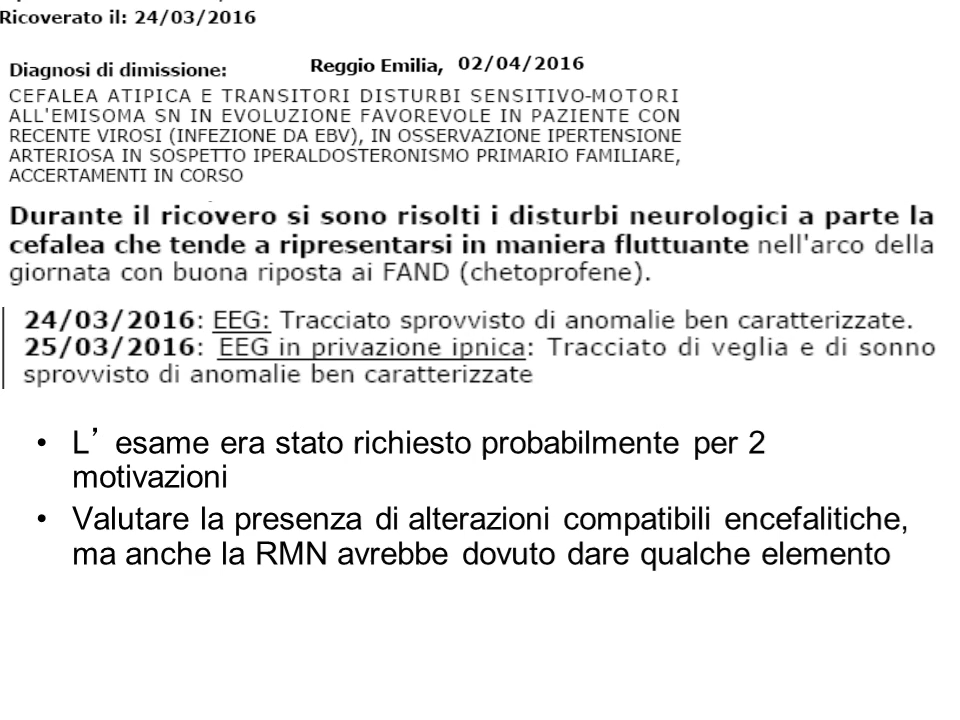 Ricoverato il: 24/03/2016
Diagnosi di dimissione: Reggio Emilia, 02/04/2016
CEFALEA ATIPICA E TRANSITORI DISTURBI SENSITIVO-MOTORI
ALL'EMISOMA SN IN EVOLUZIONE FAVOREVOLE IN PAZIENTE CON
RECENTE VIROSI (INFEZIONE DA EBV), IN OSSERVAZIONE IPERTENSIONE
ARTERIOSA IN SOSPETTO IPERALDOSTERONISMO PRIMARIO FAMILIARE,
ACCERTAMENTI IN CORSO
Durante il ricovero si sono risolti i disturbi neurologici a parte la
cefalea che tende a ripresentarsi in maniera fluttuante nell'arco della
giornata con buona riposta ai FAND (chetoprofene).
24/03/2016: EEG: Tracciato sprovvisto di anomalie ben caratterizzate.
25/03/2016: EEG in privazione ipnica: Tracciato di veglia e di sonno
sprovvisto di anomalie ben caratterizzate
• L’ esame era stato richiesto probabilmente per 2
motivazioni
• Valutare la presenza di alterazioni compatibili encefalitiche,
ma anche la RMN avrebbe dovuto dare qualche elemento